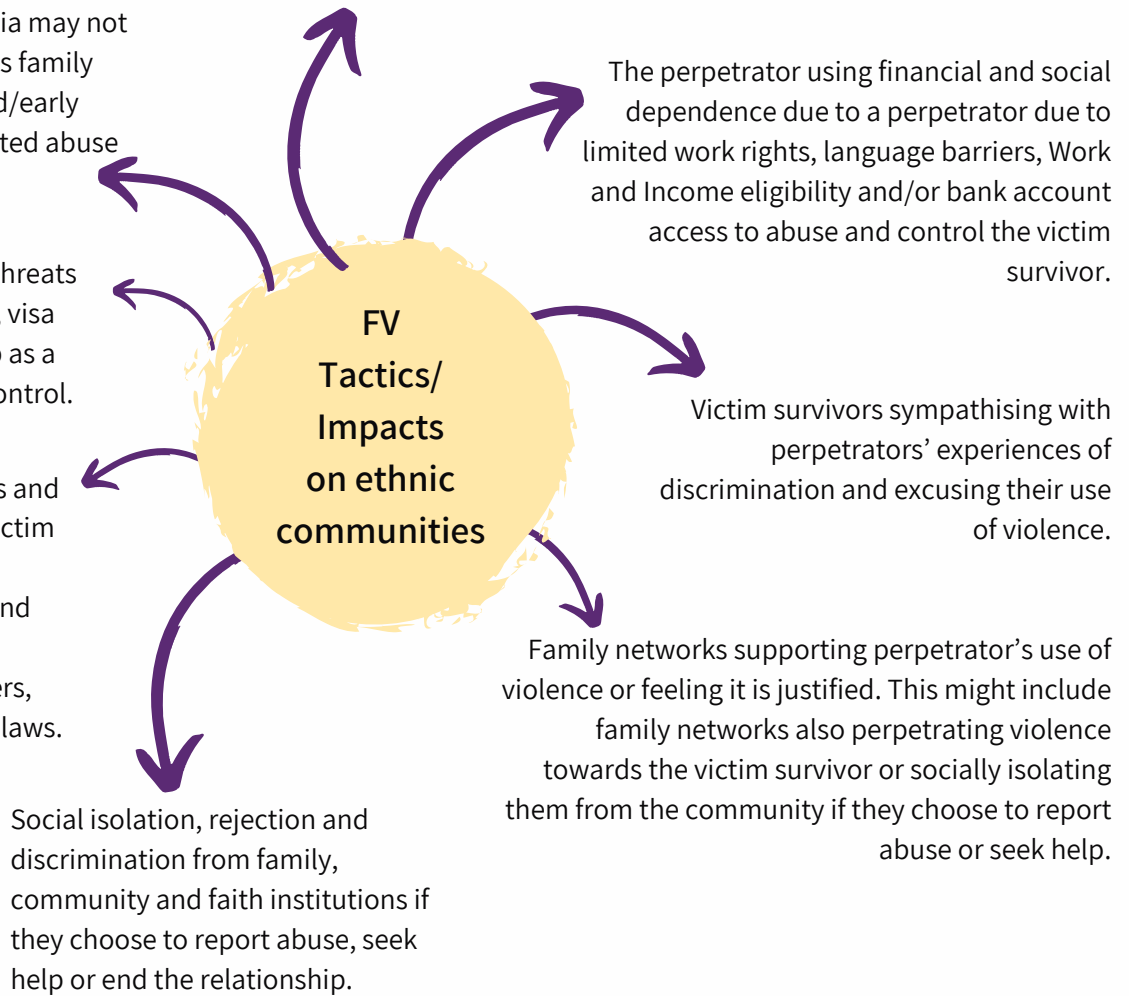 ia may not
s family
d/early
ted abuse
hreats
visa
o as a
ontrol.
s and
ctim
nd
ers,
laws.
Social isolation, rejection and
discrimination from family,
community and faith institutions if
they choose to report abuse, seek
help or end the relationship.
FV
Tactics/
Impacts
on ethnic
communities
The perpetrator using financial and social
dependence due to a perpetrator due to
limited work rights, language barriers, Work
and Income eligibility and/or bank account
access to abuse and control the victim
survivor.
Victim survivors sympathising with
perpetrators’ experiences of
discrimination and excusing their use
of violence.
Family networks supporting perpetrator’s use of
violence or feeling it is justified. This might include
family networks also perpetrating violence
towards the victim survivor or socially isolating
them from the community if they choose to report
abuse or seek help.